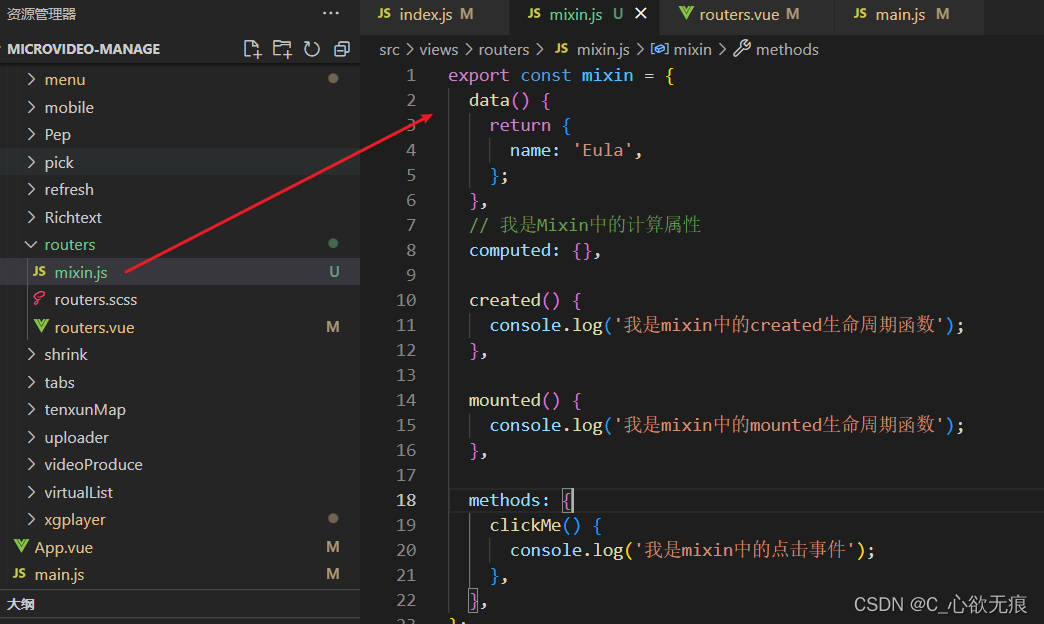 资源管理器 ···
MICROVIDEO-MANAGE
menu
mobile
Pep
pick
refresh
Richtext
routers
JS mixin.js U
routers.scss
routers.vue M
shrink
tabs
tenxunMap
uploader
videoProduce
virtualList
xgplayer
App.vue M
JS main.js M
大纲
JS index.js M JS mixin.js U routers.vue M JS main.js M
src > views > routers > JS mixin.js > mixin > methods
1 export const mixin = {
2 data() {
3 return {
4 name: 'Eula',
5 };
6 },
7 // 我是Mixin中的计算属性
8 computed: {},
9
10 created() {
11 console.log('我是mixin中的created生命周期函数');
12 },
13
14 mounted() {
15 console.log('我是mixin中的mounted生命周期函数');
16 },
17
18 methods: {
19 clickMe() {
20 console.log('我是mixin中的点击事件');
21 },
22 },
23 };
CSDN @C_心欲无痕